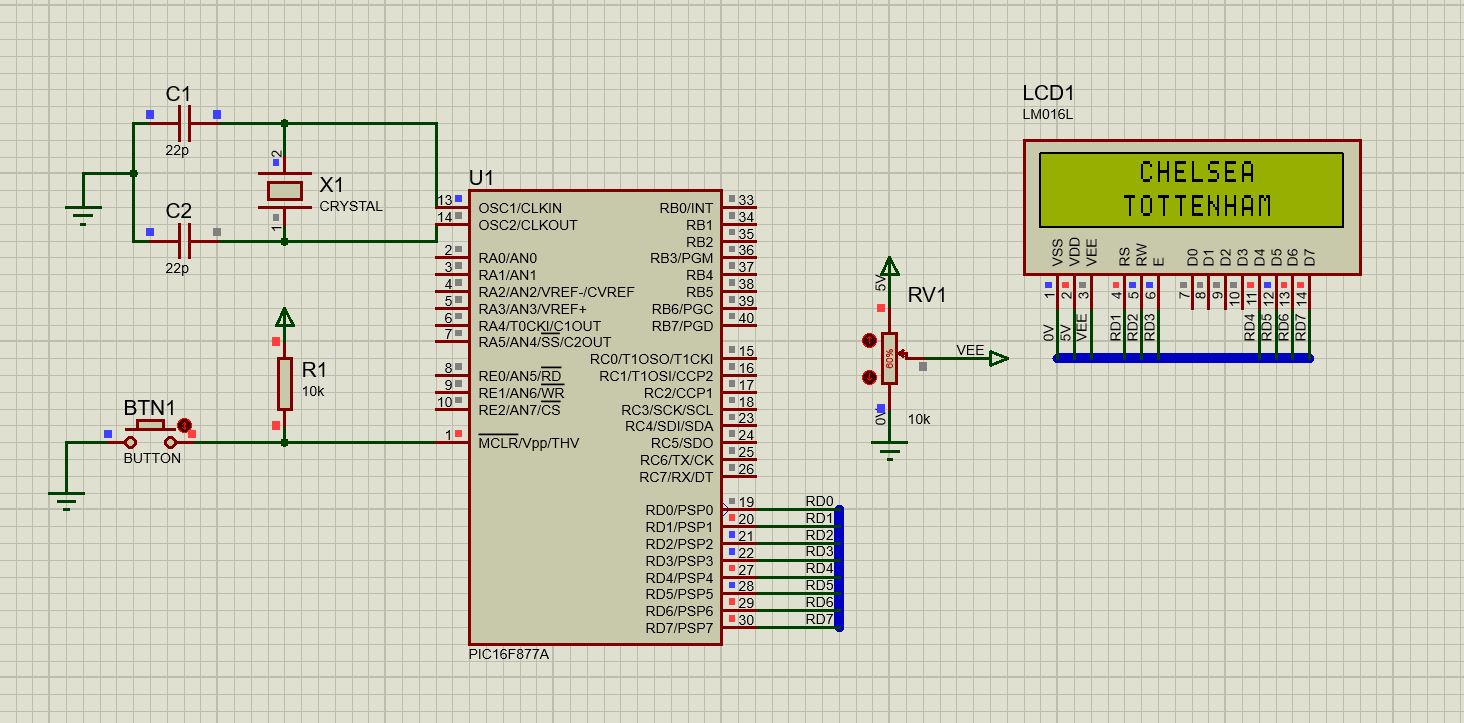 C1
22p
C2
22p
2
X1
CRYSTAL
1
R1
10k
BTN1
BUTTON
U1
13 OSC1/CLKIN
14 OSC2/CLKOUT
2 RA0/AN0
3 RA1/AN1
4 RA2/AN2/VREF-/CVREF
5 RA3/AN3/VREF+
6 RA4/T0CKI/C1OUT
7 RA5/AN4/SS/C2OUT
8 RE0/AN5/RD
9 RE1/AN6/WR
10 RE2/AN7/CS
1 MCLR/Vpp/THV
RB0/INT 33
RB1 34
RB2 35
RB3/PGM 36
RB4 37
RB5 38
RB6/PGC 39
RB7/PGD 40
RC0/T1OSO/T1CKI 15
RC1/T1OSI/CCP2 16
RC2/CCP1 17
RC3/SCK/SCL 18
RC4/SDI/SDA 23
RC5/SDO 24
RC6/TX/CK 25
RC7/RX/DT 26
RD0/PSP0 19 RD0
RD1/PSP1 20 RD1
RD2/PSP2 21 RD2
RD3/PSP3 22 RD3
RD4/PSP4 27 RD4
RD5/PSP5 28 RD5
RD6/PSP6 29 RD6
RD7/PSP7 30 RD7
PIC16F877A
5V
RV1
60%
VEE
0V
10k
LCD1
LM016L
CHELSEA
TOTTENHAM
VSS VDD VEE RS RW E D0 D1 D2 D3 D4 D5 D6 D7
1 2 3 4 5 6 7 8 9 10 11 12 13 14
0V 5V VEE RD1 RD2 RD3 RD4 RD5 RD6 RD7